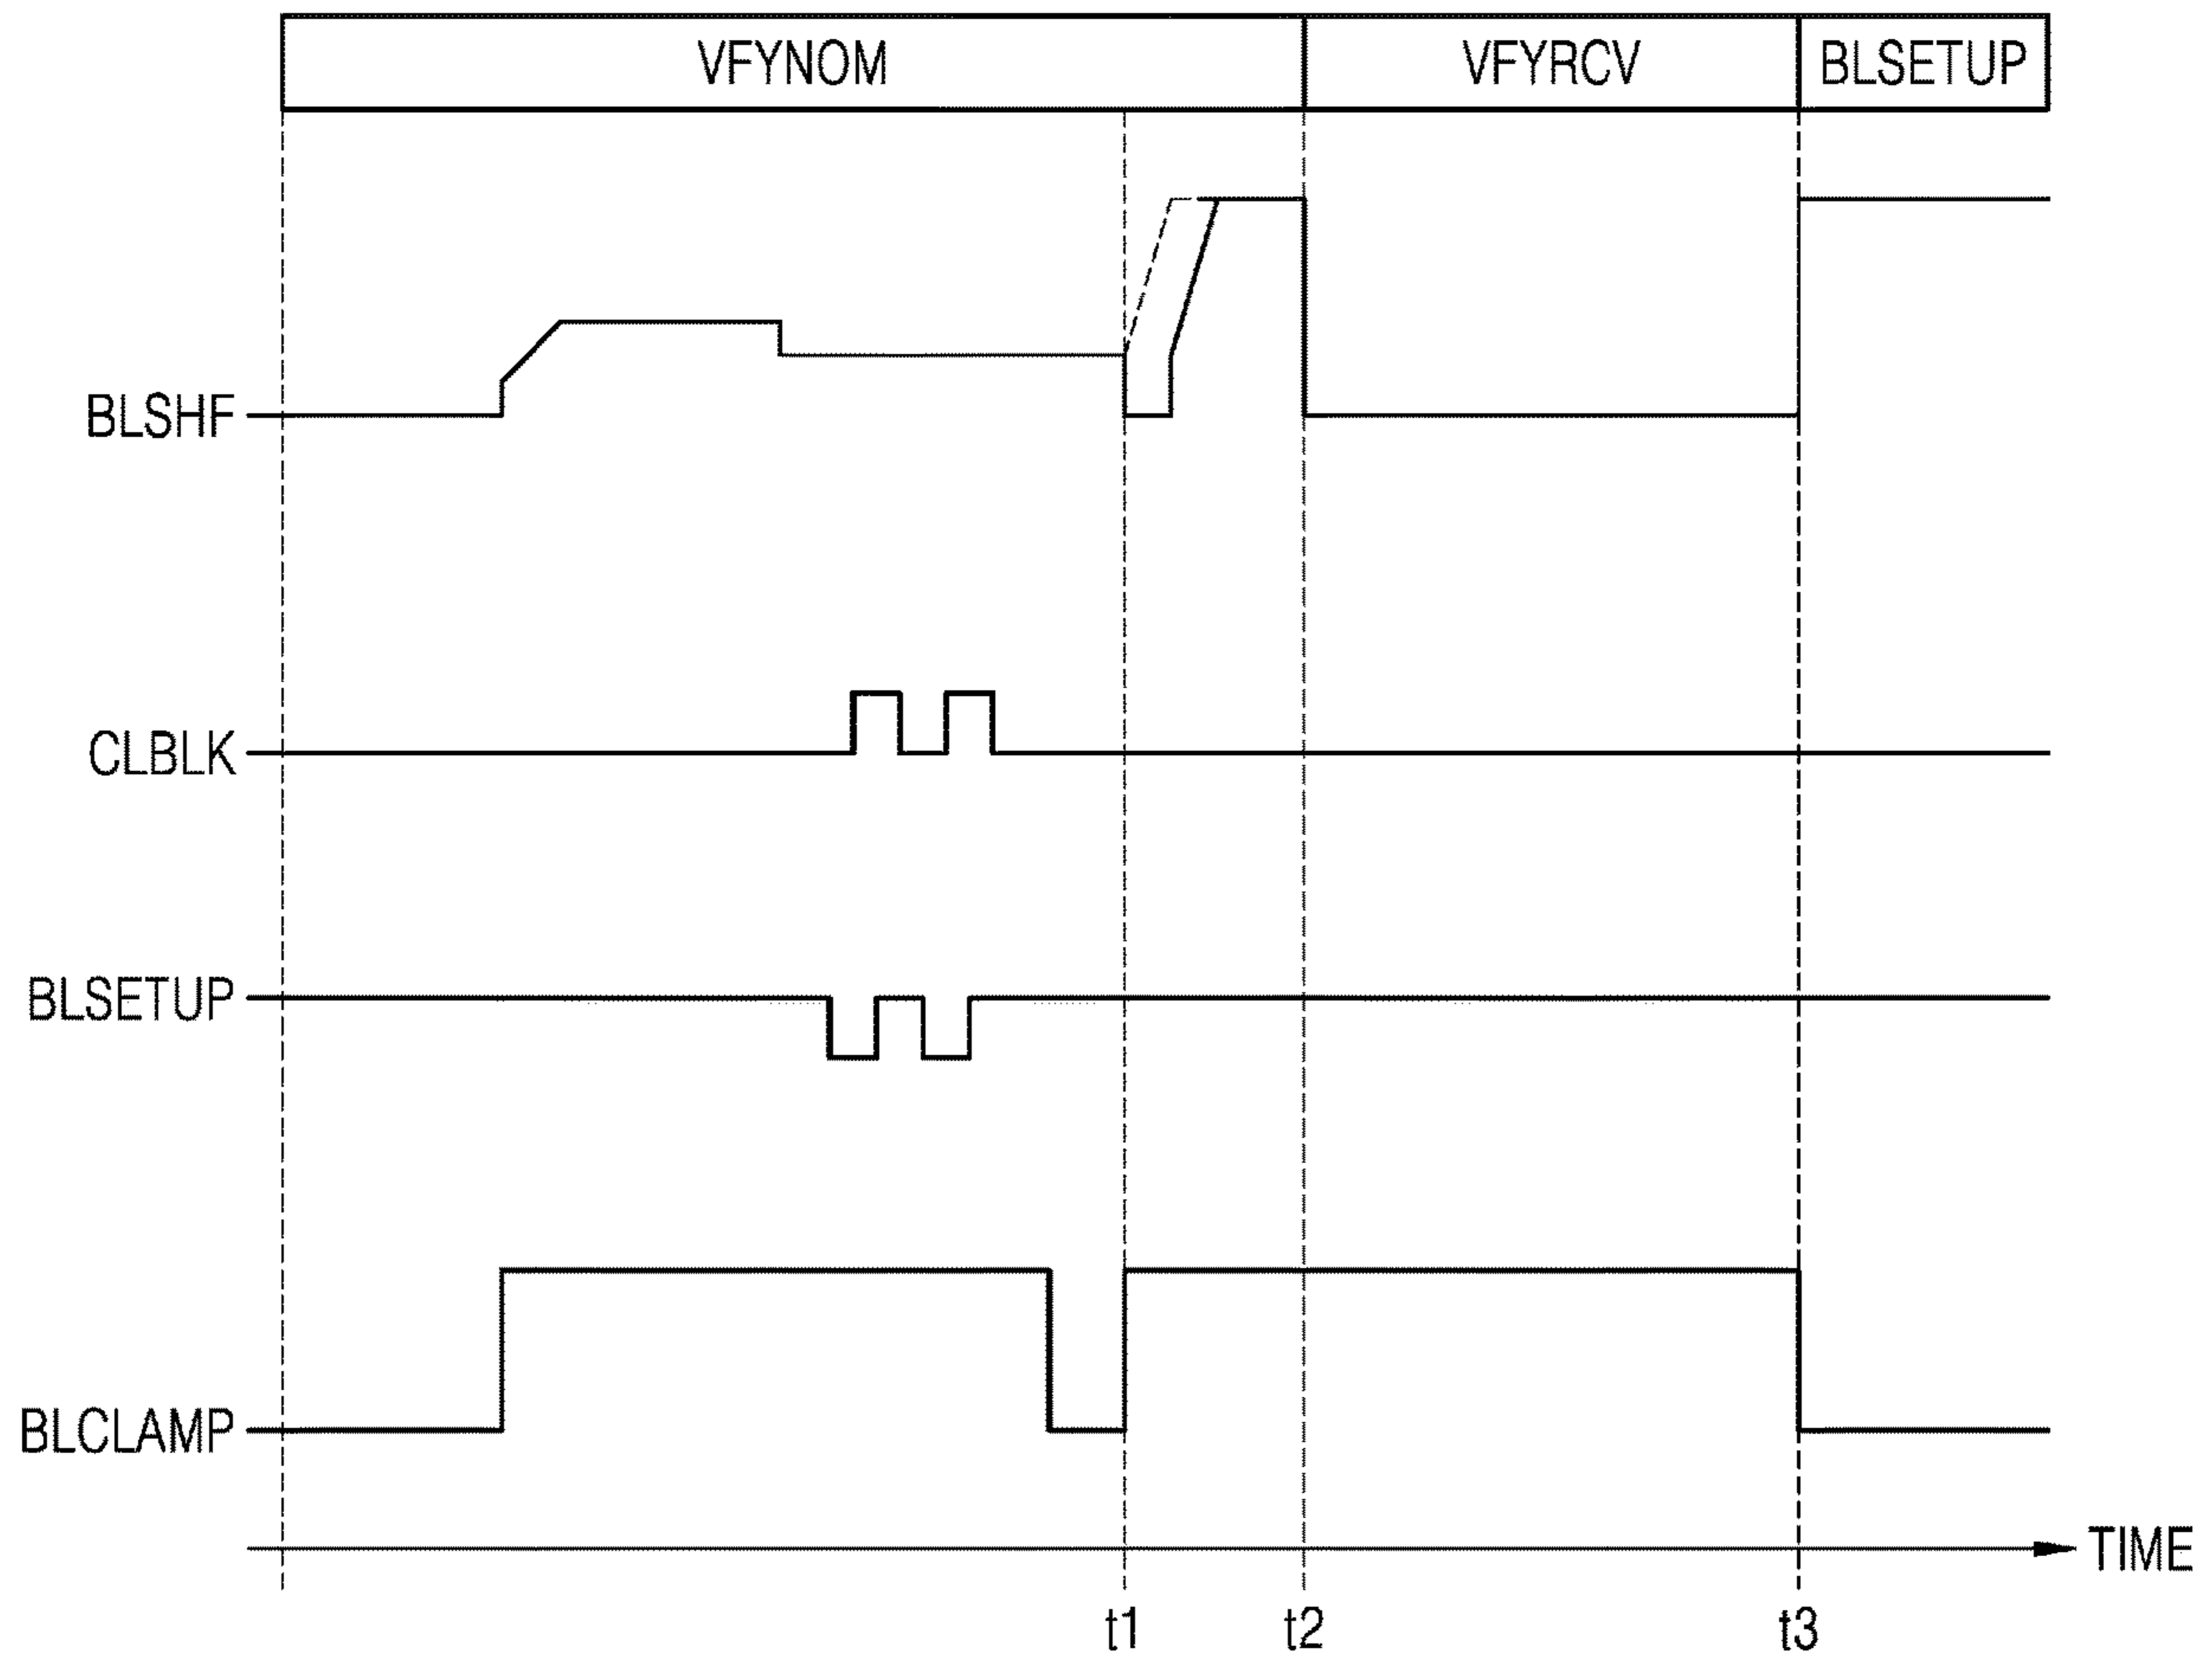 VFYNOM VFYRCV BLSETUP
BLSHF
CLBLK
BLSETUP
BLCLAMP
TIME
t1 t2 t3